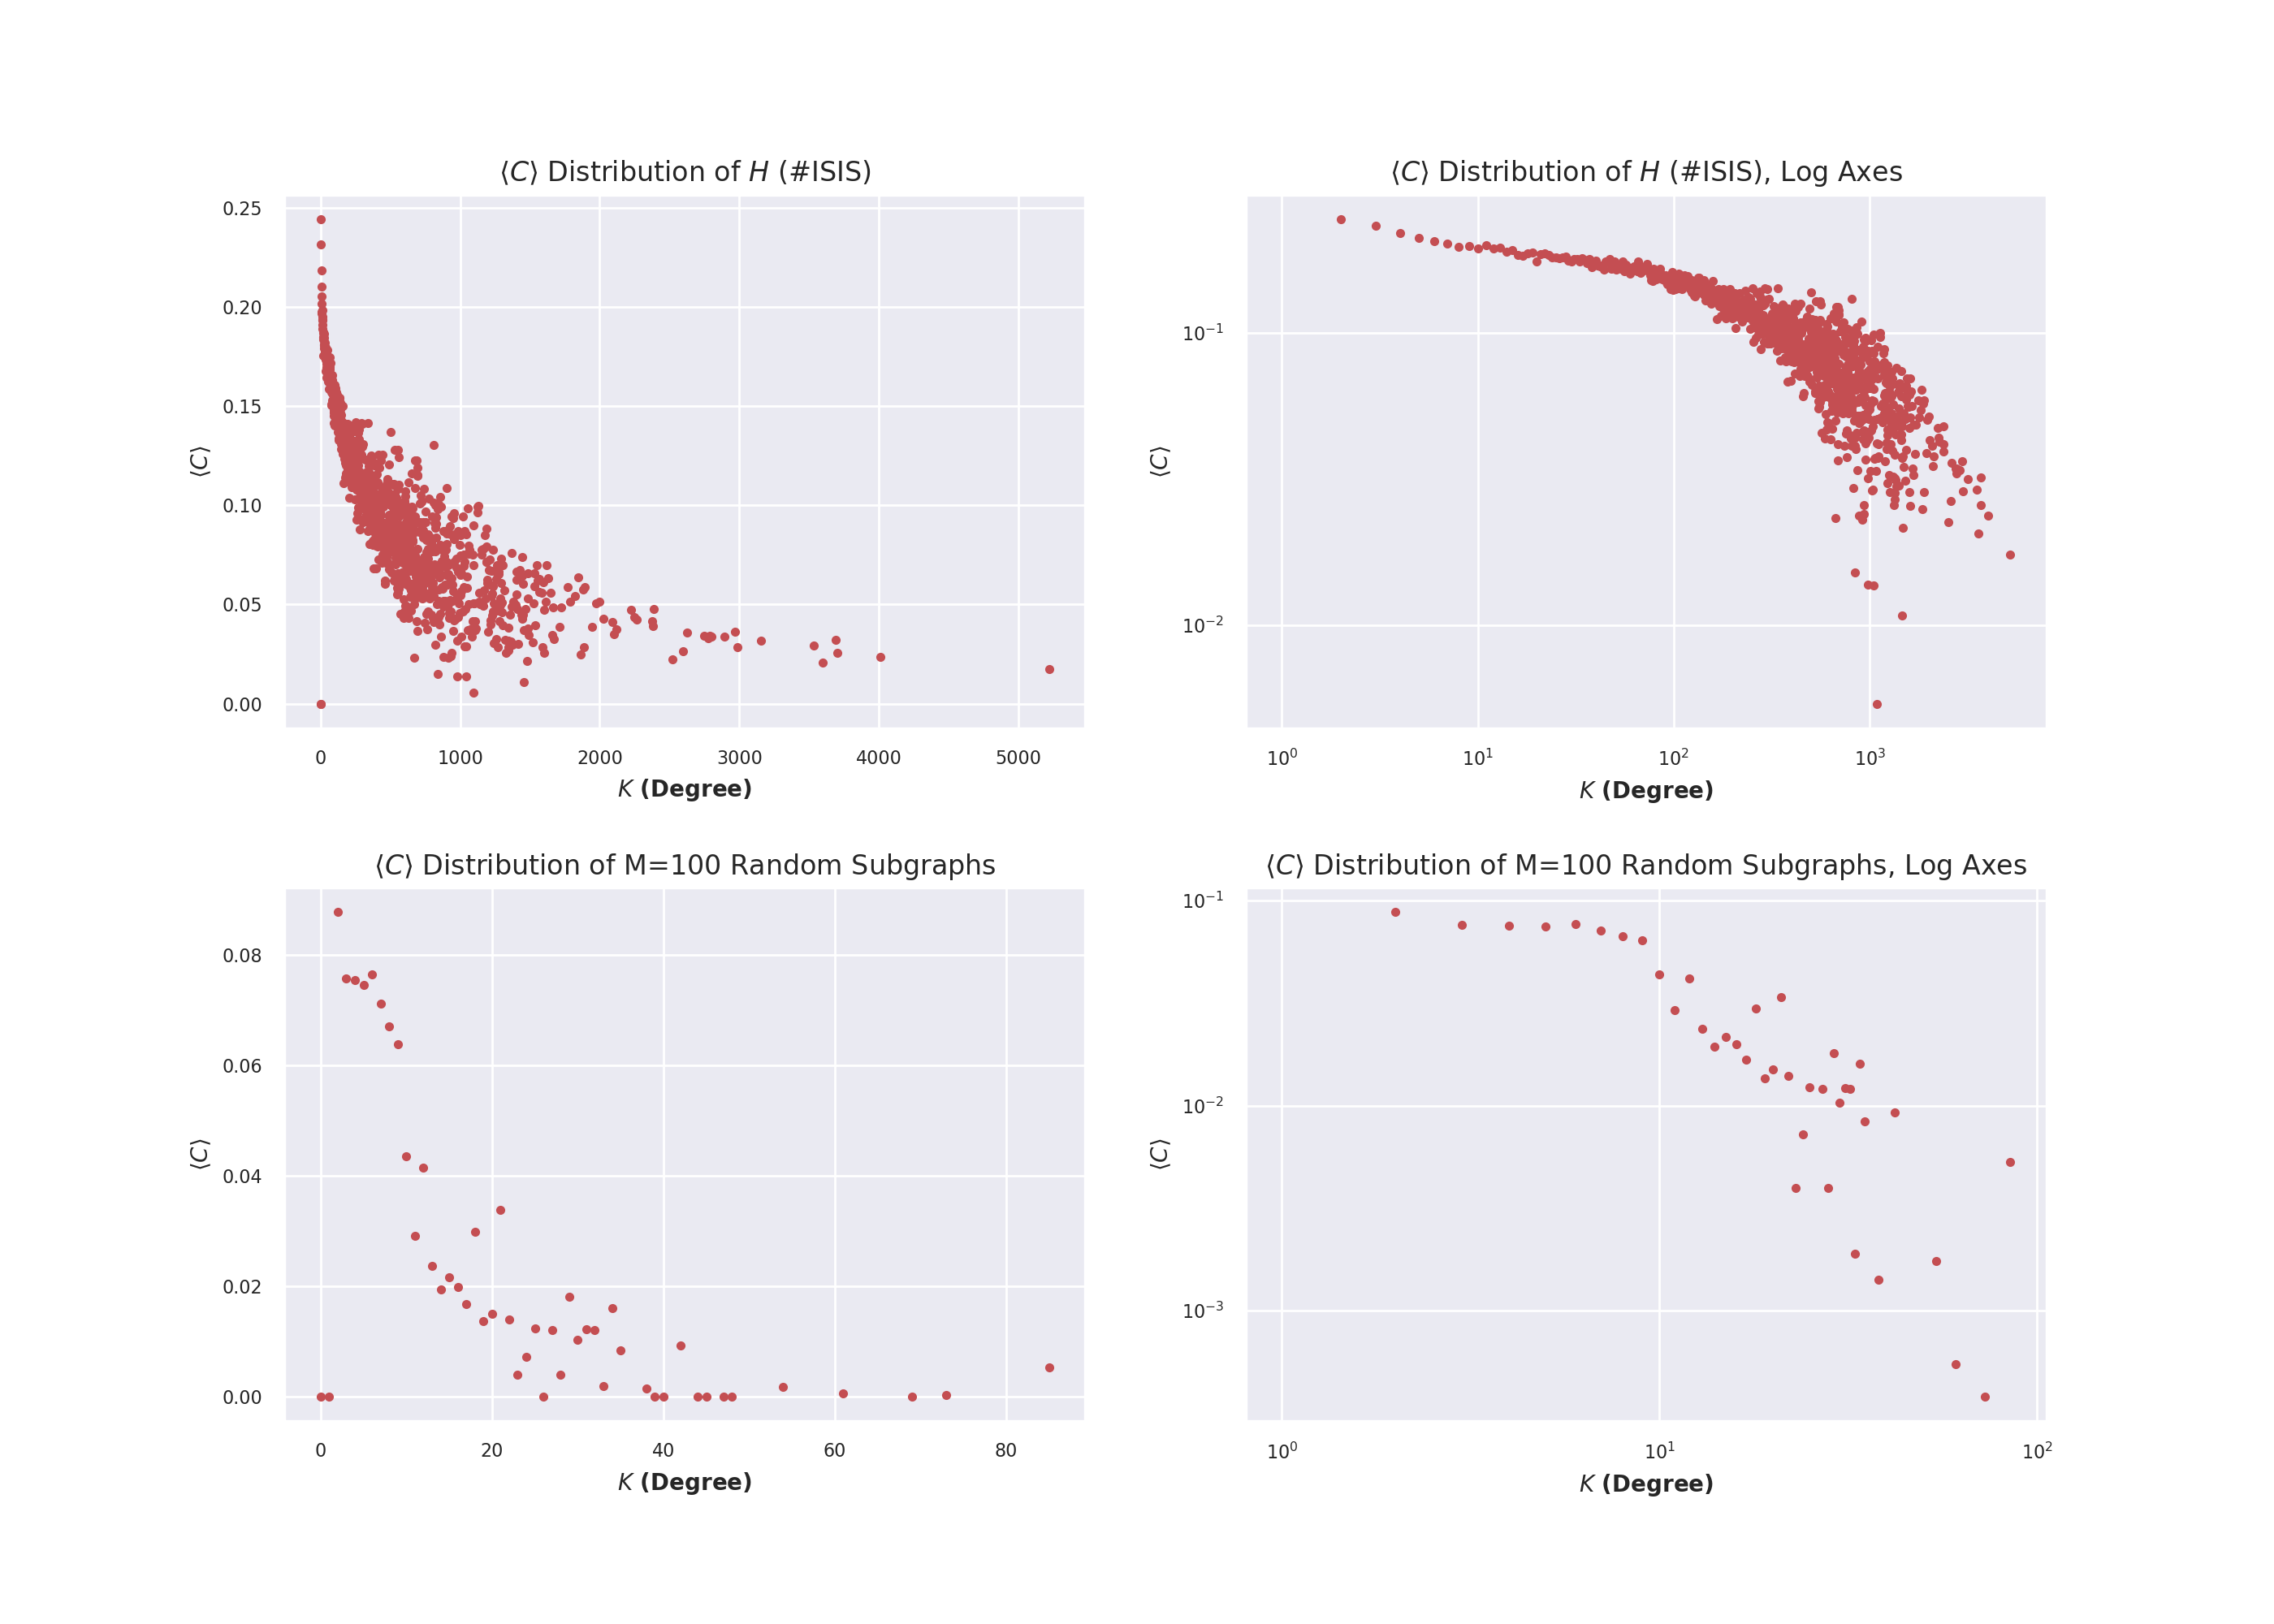 ⟨C⟩ Distribution of H (#ISIS)
0.25
0.20
0.15
0.10
0.05
0.00
⟨C⟩
0 1000 2000 3000 4000 5000
K (Degree)
⟨C⟩ Distribution of H (#ISIS), Log Axes
10⁻¹
10⁻²
⟨C⟩
10⁰ 10¹ 10² 10³
K (Degree)
⟨C⟩ Distribution of M=100 Random Subgraphs
0.08
0.06
0.04
0.02
0.00
⟨C⟩
0 20 40 60 80
K (Degree)
⟨C⟩ Distribution of M=100 Random Subgraphs, Log Axes
10⁻¹
10⁻²
10⁻³
⟨C⟩
10⁰ 10¹ 10²
K (Degree)